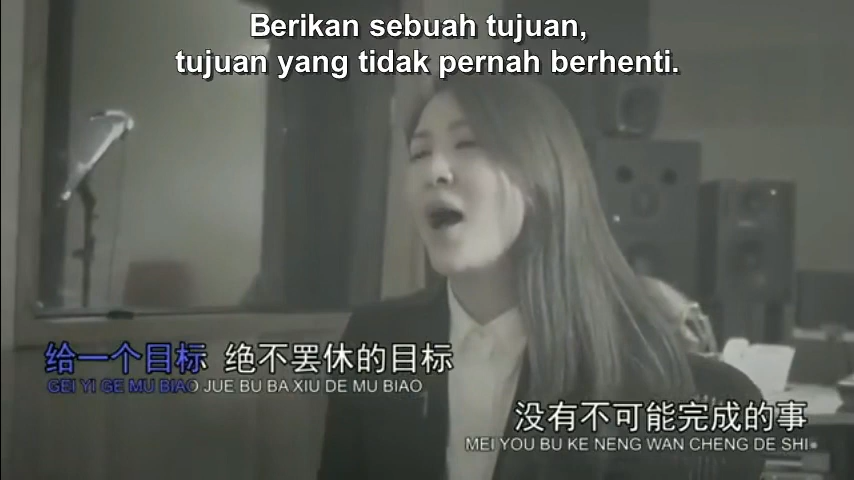 Berikan sebuah tujuan,
tujuan yang tidak pernah berhenti.
给一个目标 绝不罢休的目标
GEI YI GE MU BIAO JUE BU BA XIU DE MU BIAO
没有不可能完成的事
MEI YOU BU KE NENG WAN CHENG DE SHI